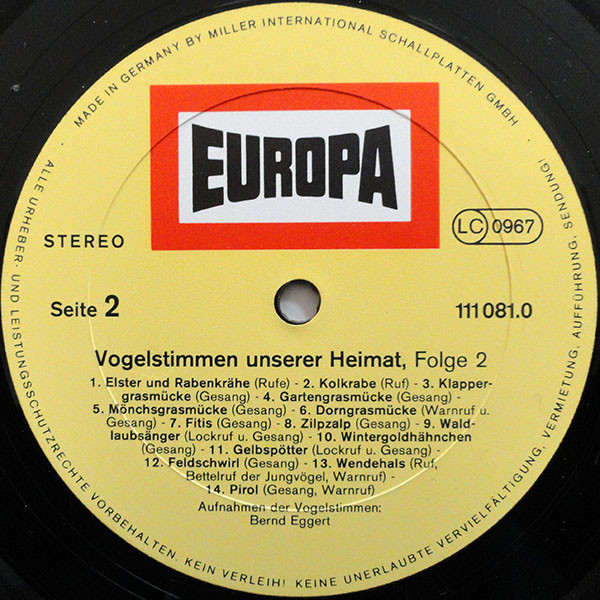 MADE IN GERMANY BY MILLER INTERNATIONAL SCHALLPLATTEN GMBH
EUROPA
STEREO
LC 0967
Seite 2
111 081.0
Vogelstimmen unserer Heimat, Folge 2
1. Elster und Rabenkrähe (Rufe) - 2. Kolkrabe (Ruf) - 3. Klapper-
grasmücke (Gesang) - 4. Gartengrasmücke (Gesang) -
5. Mönchsgrasmücke (Gesang) - 6. Dorngrasmücke (Warnruf u.
Gesang) - 7. Fitis (Gesang) - 8. Zilpzalp (Gesang) - 9. Wald-
laubsänger (Lockruf u. Gesang) - 10. Wintergoldhähnchen
(Gesang) - 11. Gelbspötter (Lockruf u. Gesang) -
12. Feldschwirl (Gesang) - 13. Wendehals (Ruf,
Bettelruf der Jungvögel, Warnruf) -
14. Pirol (Gesang, Warnruf)
Aufnahmen der Vogelstimmen:
Bernd Eggert
ALLE URHEBER- UND LEISTUNGSSCHUTZRECHTE VORBEHALTEN. KEIN VERLEIH! KEINE UNERLAUBTE VERVIELFÄLTIGUNG, VERMIETUNG, AUFFÜHRUNG, SENDUNG!